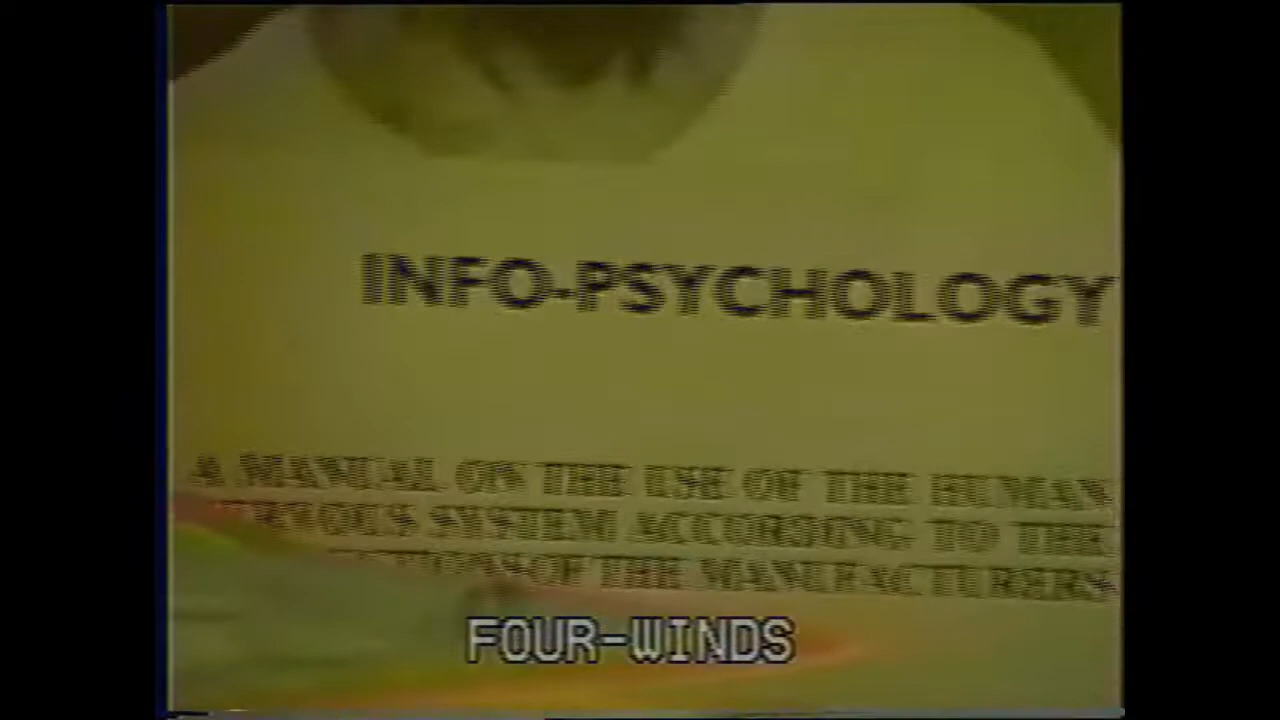 INFO-PSYCHOLOGY
A MANUAL ON THE USE OF THE HUMAN
SYSTEM ACCORDING TO THE
OF THE MANUFACTURERS
FOUR-WINDS